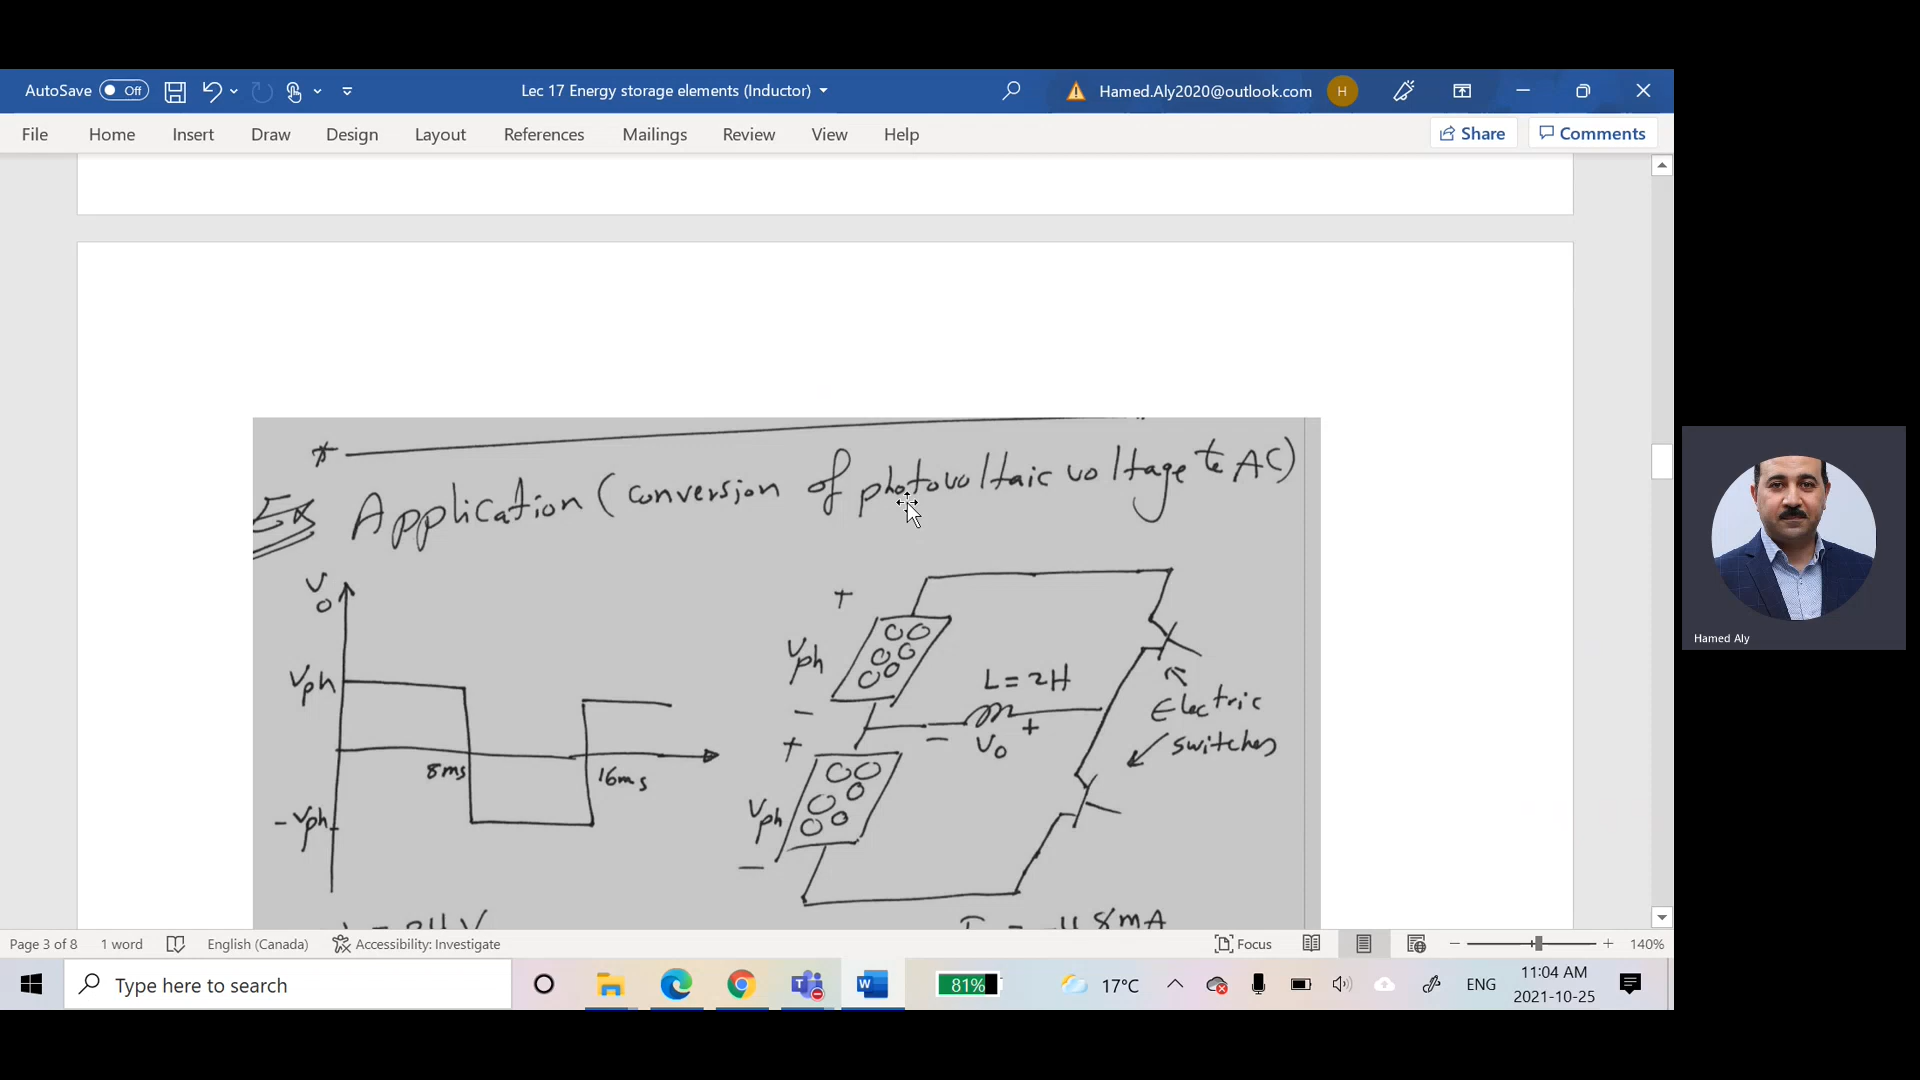 AutoSave Off
Lec 17 Energy storage elements (Inductor)
Hamed.Aly2020@outlook.com H
File Home Insert Draw Design Layout References Mailings Review View Help
Share Comments
* Ex Application (conversion of photovoltaic voltage to AC)
Vo
Vph
8ms
16ms
-Vph
+
Vph
-
+
Vph
-
L = 2H
- Vo +
Electric
switches
Hamed Aly
Page 3 of 8 1 word English (Canada) Accessibility: Investigate Focus 140%
Type here to search
81%
17°C
ENG
11:04 AM
2021-10-25